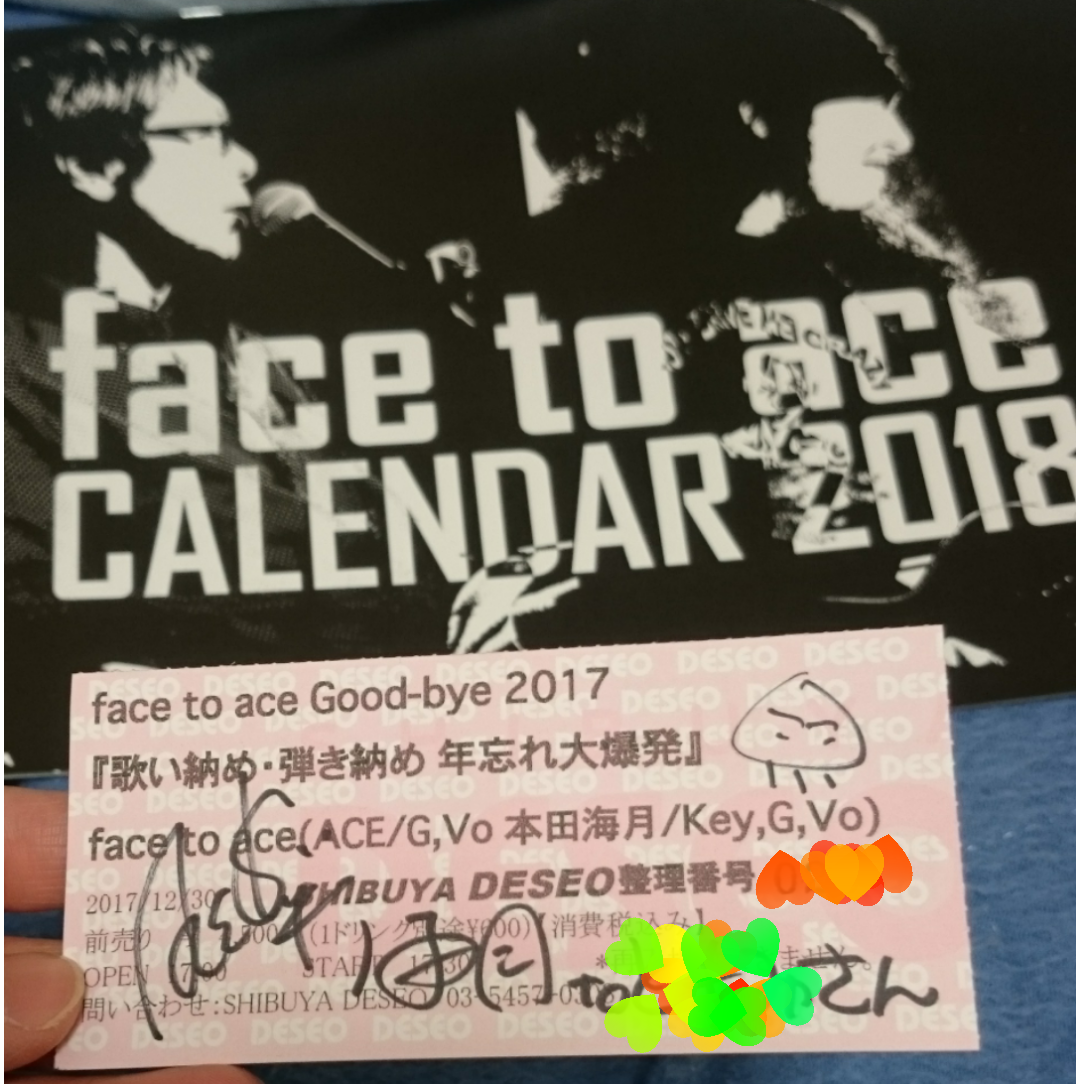 face to ace
CALENDAR 2018
face to ace Good-bye 2017
『歌い納め・弾き納め 年忘れ大爆発』
face to ace(ACE/G,Vo 本田海月/Key,G,Vo)
SHIBUYA DESEO整理番号
2017/12/30
前売り (1ドリンク別途¥600)【消費税込み】
OPEN START
問い合わせ:SHIBUYA DESEO 03-5457-
さん